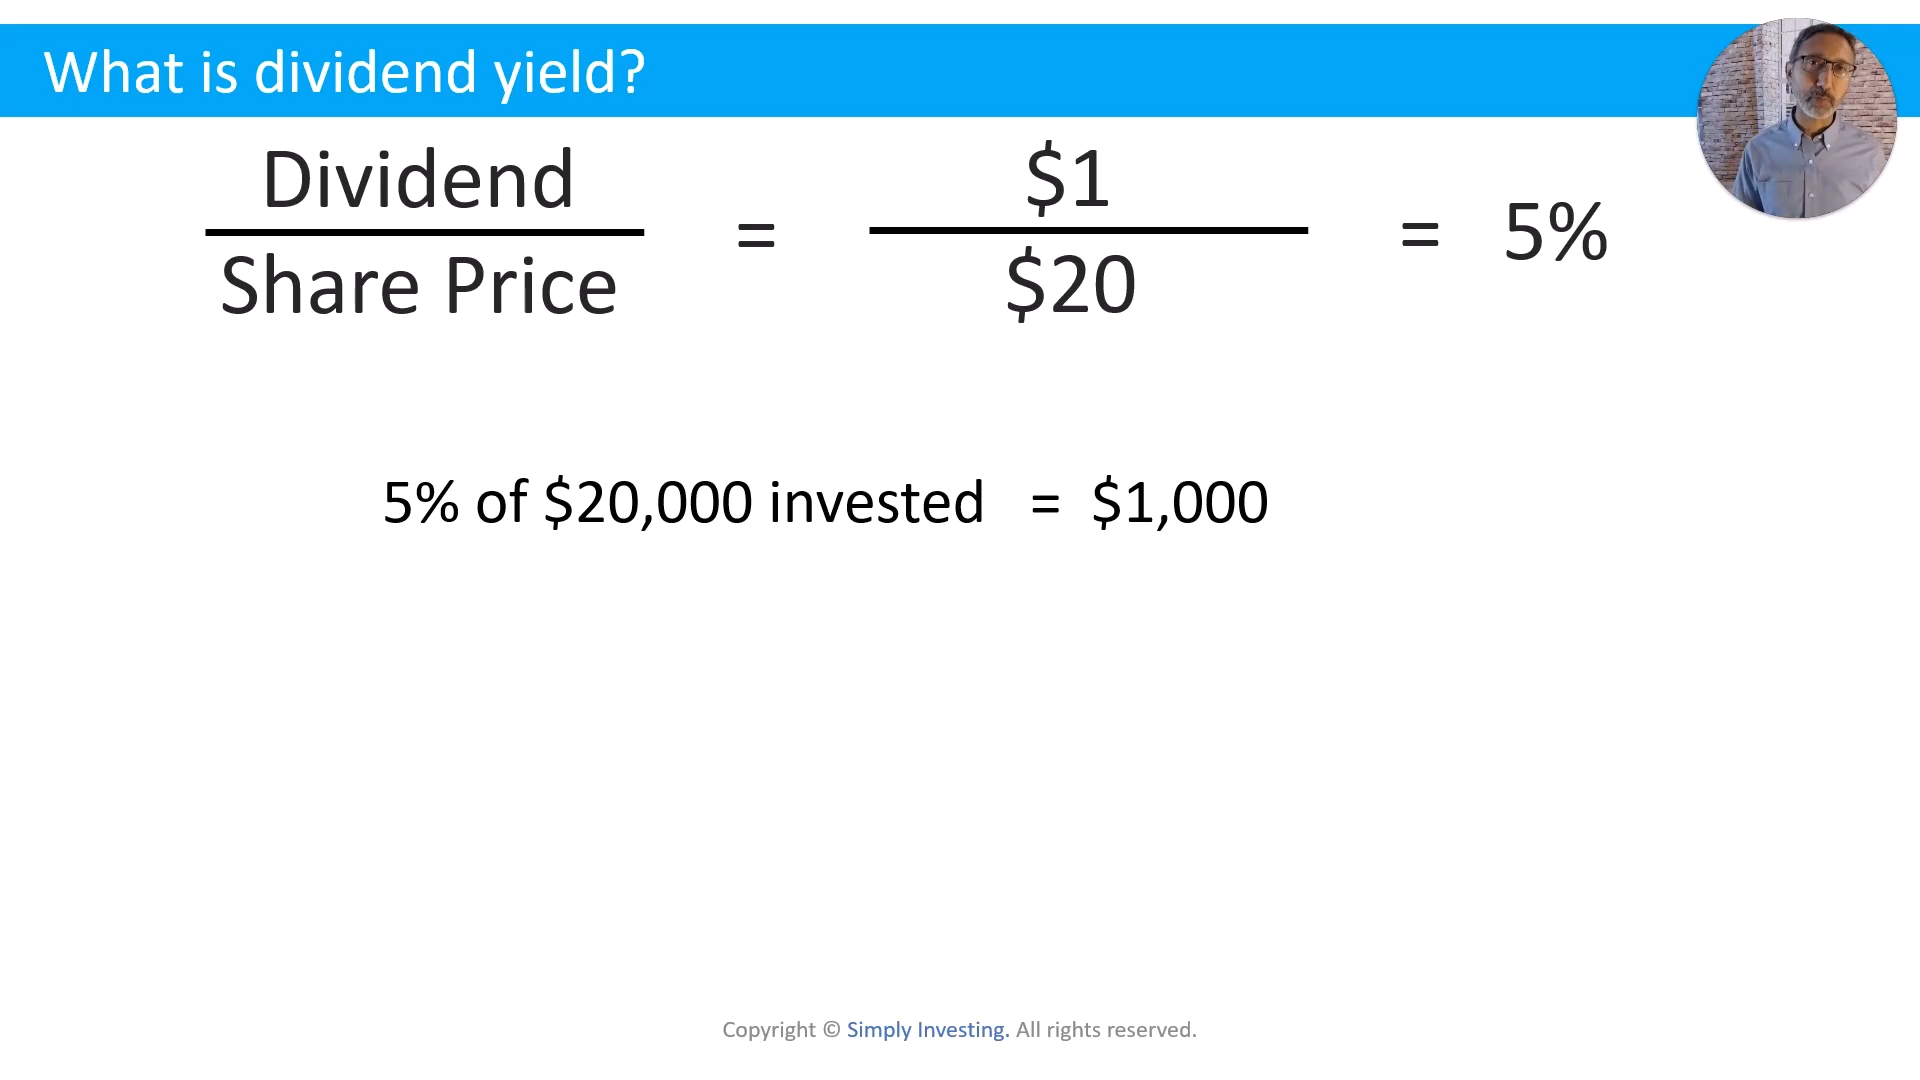 What is dividend yield?
Dividend
Share Price
=
$1
$20
= 5%
5% of $20,000 invested = $1,000
Copyright © Simply Investing. All rights reserved.